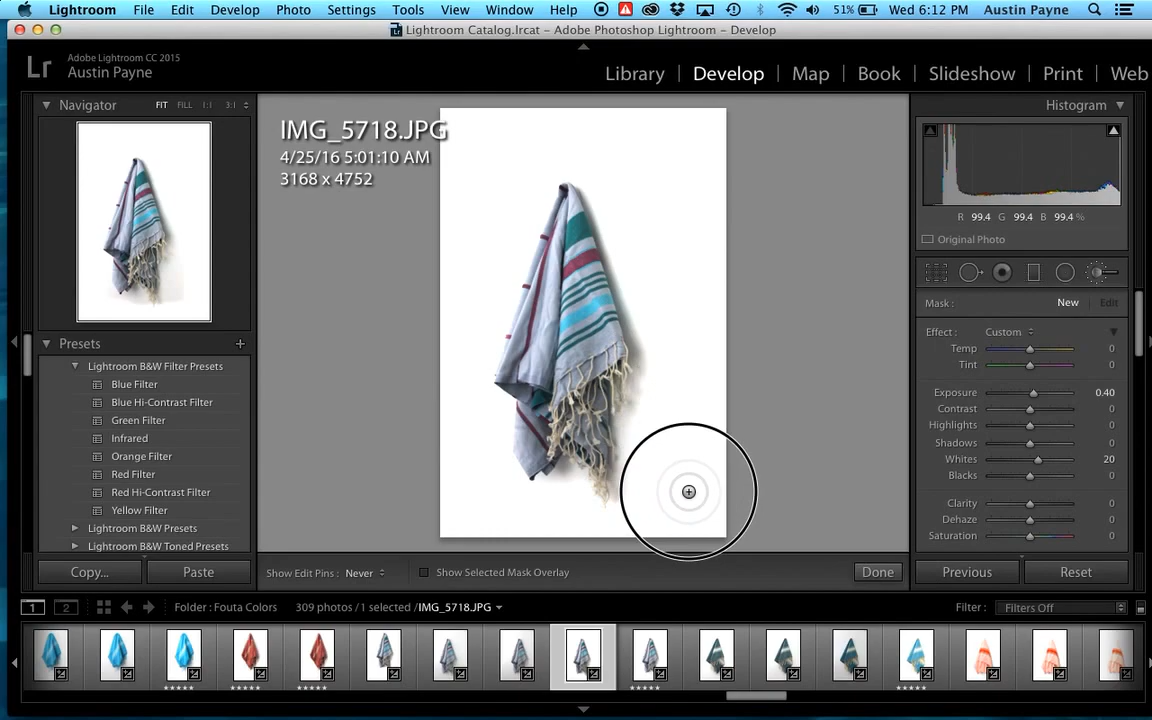 Lightroom File Edit Develop Photo Settings Tools View Window Help 51% Wed 6:12 PM Austin Payne
Lightroom Catalog.lrcat – Adobe Photoshop Lightroom – Develop
Lr Adobe Lightroom CC 2015
Austin Payne
Library | Develop | Map | Book | Slideshow | Print | Web
Navigator FIT FILL 1:1 3:1
Histogram
IMG_5718.JPG
4/25/16 5:01:10 AM
3168 x 4752
R 99.4 G 99.4 B 99.4 %
Original Photo
Mask : New Edit
Effect : Custom
Temp 0
Tint 0
Exposure 0.40
Contrast 0
Highlights 0
Shadows 0
Whites 20
Blacks 0
Clarity 0
Dehaze 0
Saturation 0
Presets +
Lightroom B&W Filter Presets
Blue Filter
Blue Hi-Contrast Filter
Green Filter
Infrared
Orange Filter
Red Filter
Red Hi-Contrast Filter
Yellow Filter
Lightroom B&W Presets
Lightroom B&W Toned Presets
Copy... Paste
Show Edit Pins : Never Show Selected Mask Overlay Done
Previous Reset
1 2 Folder : Fouta Colors 309 photos / 1 selected / IMG_5718.JPG Filter : Filters Off